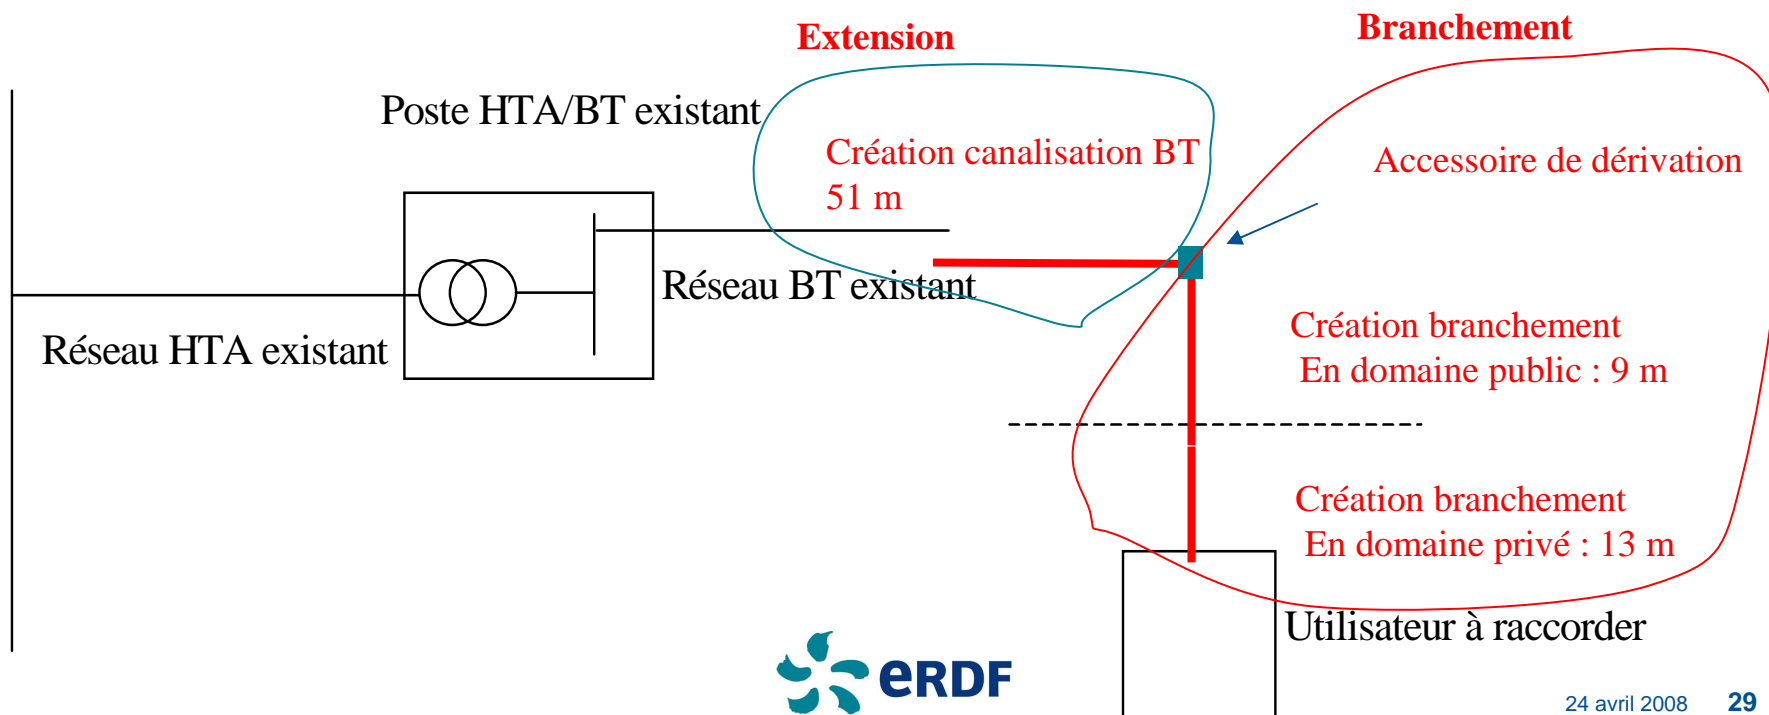 Extension
Branchement
Poste HTA/BT existant
Création canalisation BT
51 m
Accessoire de dérivation
Réseau BT existant
Réseau HTA existant
Création branchement
En domaine public : 9 m
Création branchement
En domaine privé : 13 m
Utilisateur à raccorder
eRDF
24 avril 2008 29